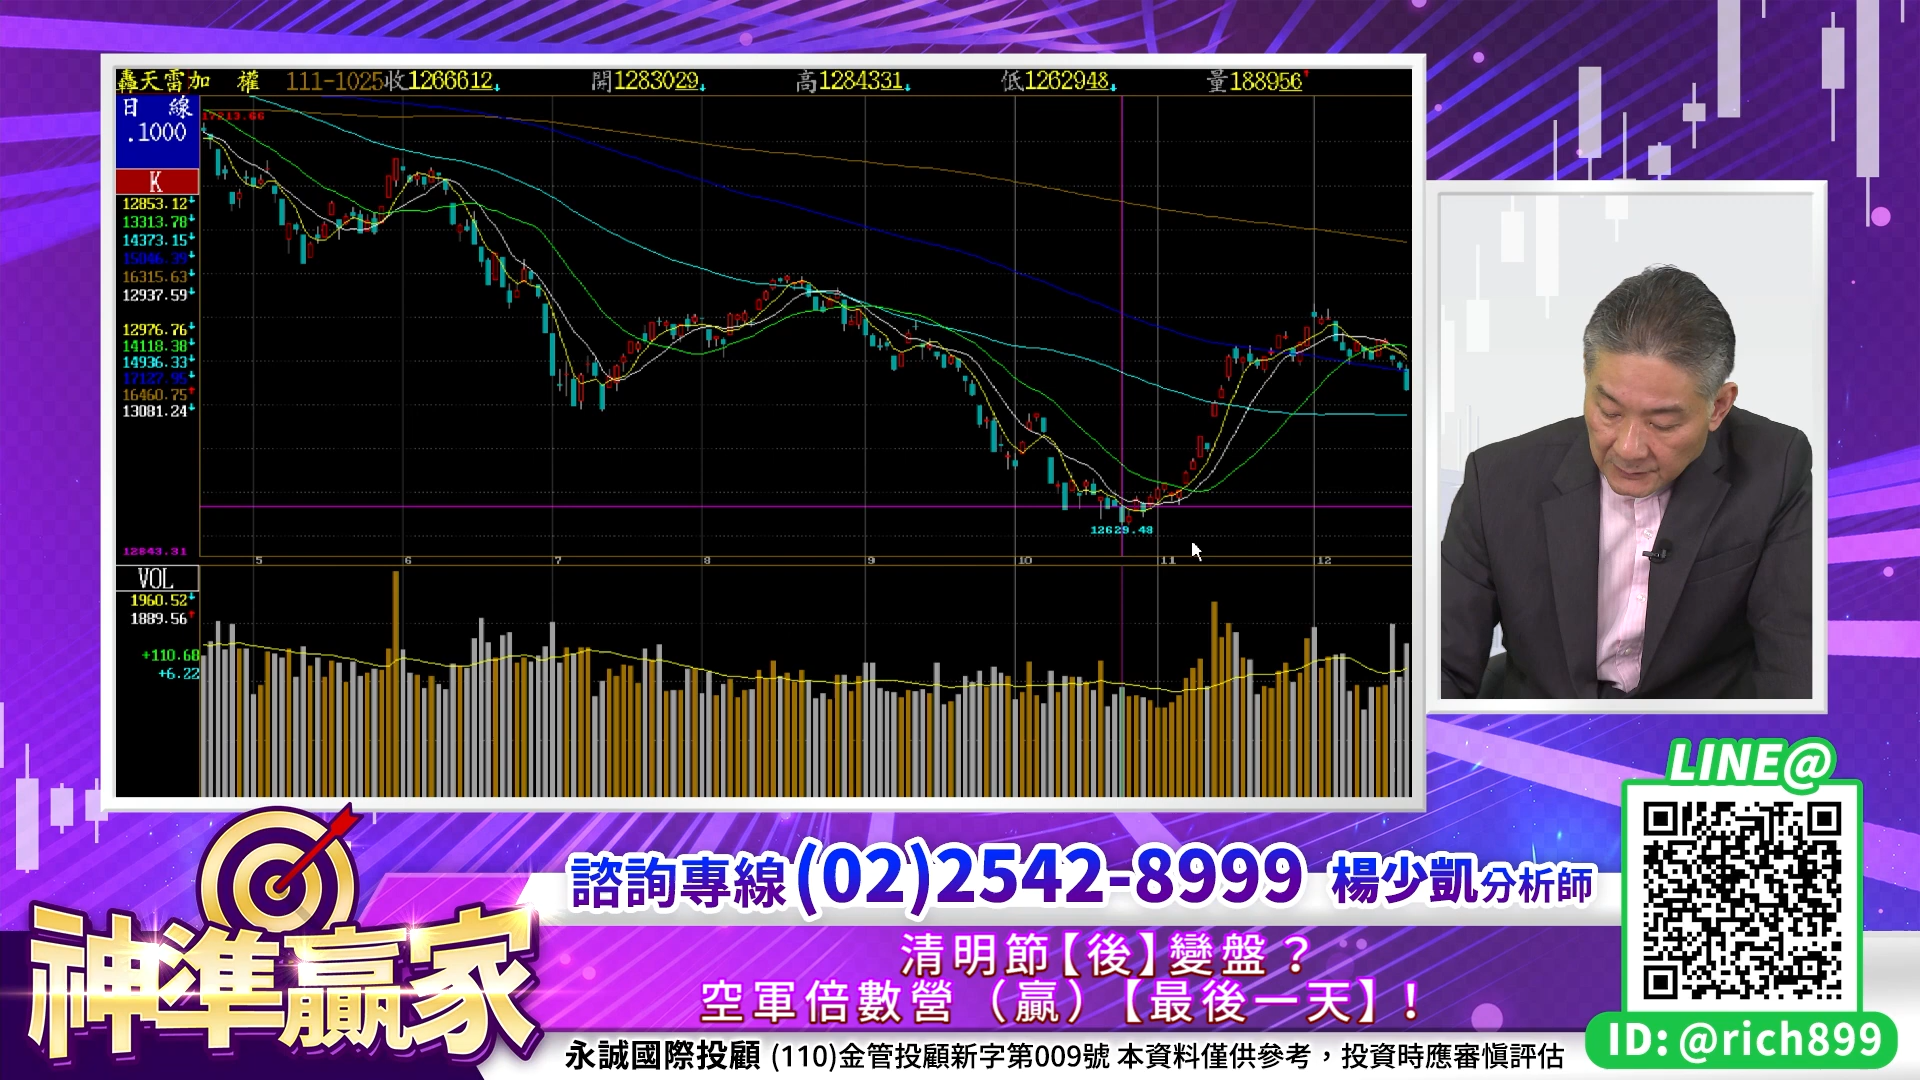 轟天雷加 權 111-1025收1266612↓ 開1283029↓ 高1284331↓ 低1262948↓ 量188956↑
日 線
.1000
17213.66
K
12853.12↓
13313.78↓
14373.15↓
15046.39↓
16315.63↓
12937.59↓
12976.76↓
14118.38↓
14936.33↓
17127.95↓
16460.75↑
13081.24↓
12629.48
12843.31
5 6 7 8 9 10 11 12
VOL
1960.52↓
1889.56↑
+110.68
+6.22
LINE@
諮詢專線(02)2542-8999 楊少凱分析師
神準贏家
清明節【後】變盤？
空軍倍數營（贏）【最後一天】！
永誠國際投顧 (110)金管投顧新字第009號 本資料僅供參考，投資時應審慎評估
ID: @rich899